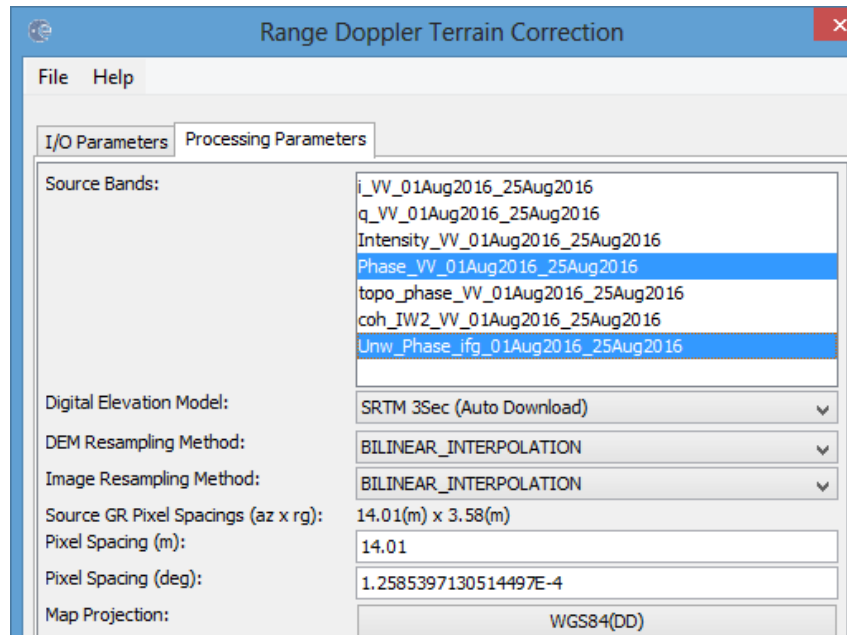 Range Doppler Terrain Correction
File Help
I/O Parameters Processing Parameters
Source Bands:
i_VV_01Aug2016_25Aug2016
q_VV_01Aug2016_25Aug2016
Intensity_VV_01Aug2016_25Aug2016
Phase_VV_01Aug2016_25Aug2016
topo_phase_VV_01Aug2016_25Aug2016
coh_IW2_VV_01Aug2016_25Aug2016
Unw_Phase_ifg_01Aug2016_25Aug2016
Digital Elevation Model: SRTM 3Sec (Auto Download)
DEM Resampling Method: BILINEAR_INTERPOLATION
Image Resampling Method: BILINEAR_INTERPOLATION
Source GR Pixel Spacings (az x rg): 14.01(m) x 3.58(m)
Pixel Spacing (m): 14.01
Pixel Spacing (deg): 1.2585397130514497E-4
Map Projection: WGS84(DD)